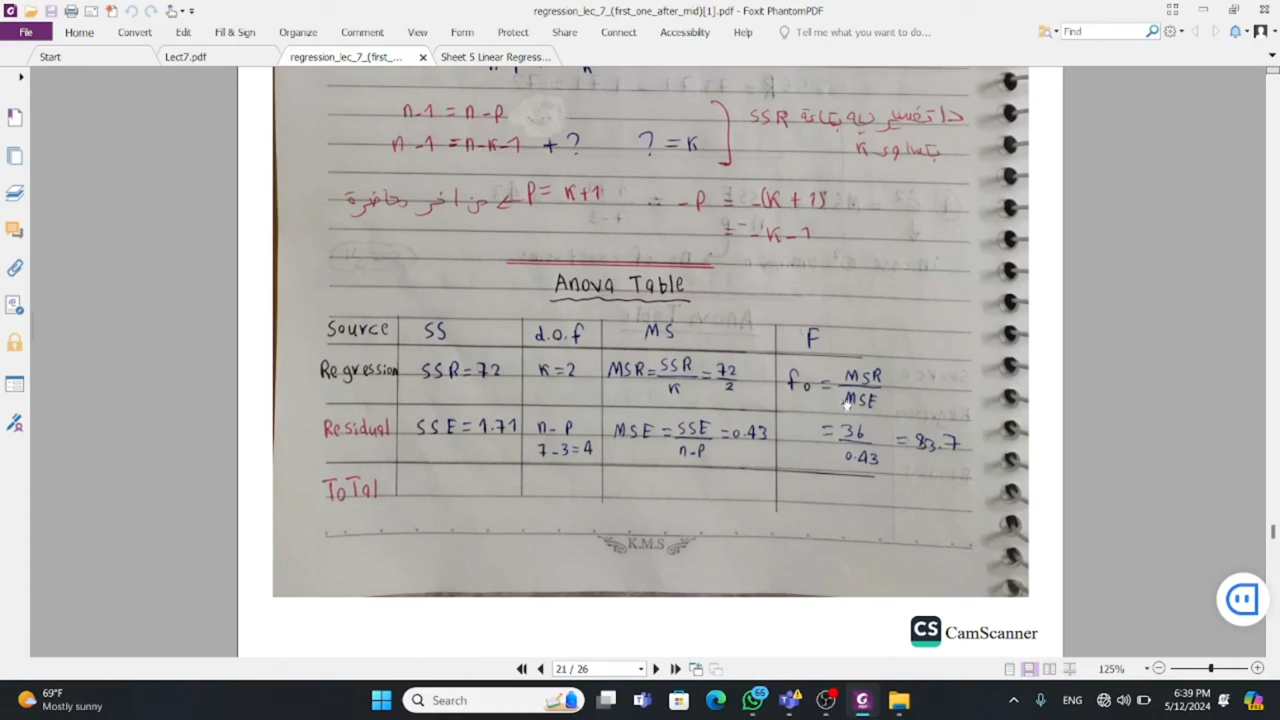 regression_lec_7_(first_one_after_mid)[1].pdf - Foxit PhantomPDF
File Home Convert Fill & Sign Organize Comment View Form Protect Share Connect Accessibility Help Tell me what you want to do... Find
Start Lect7.pdf regression_lec_7_(first_... Sheet 5 Linear Regress...
n-1 = n-p
n-1 = n-k-1 + ? ? = k
SSR
k
P = k+1 ∴ -P = -(k+1)
= -k-1
Anova Table
Source SS d.o.f MS F
Regression SSR=72 k=2 MSR=SSR/k=72/2 f0 = MSR/MSE
Residual SSE=1.71 n-p MSE=SSE/n-p=0.43 = 36/0.43 = 83.7
7-3=4
ToTal
K.M.S
CS CamScanner
21 / 26 125%
69°F
Mostly sunny
Search
66
ENG
6:39 PM
5/12/2024